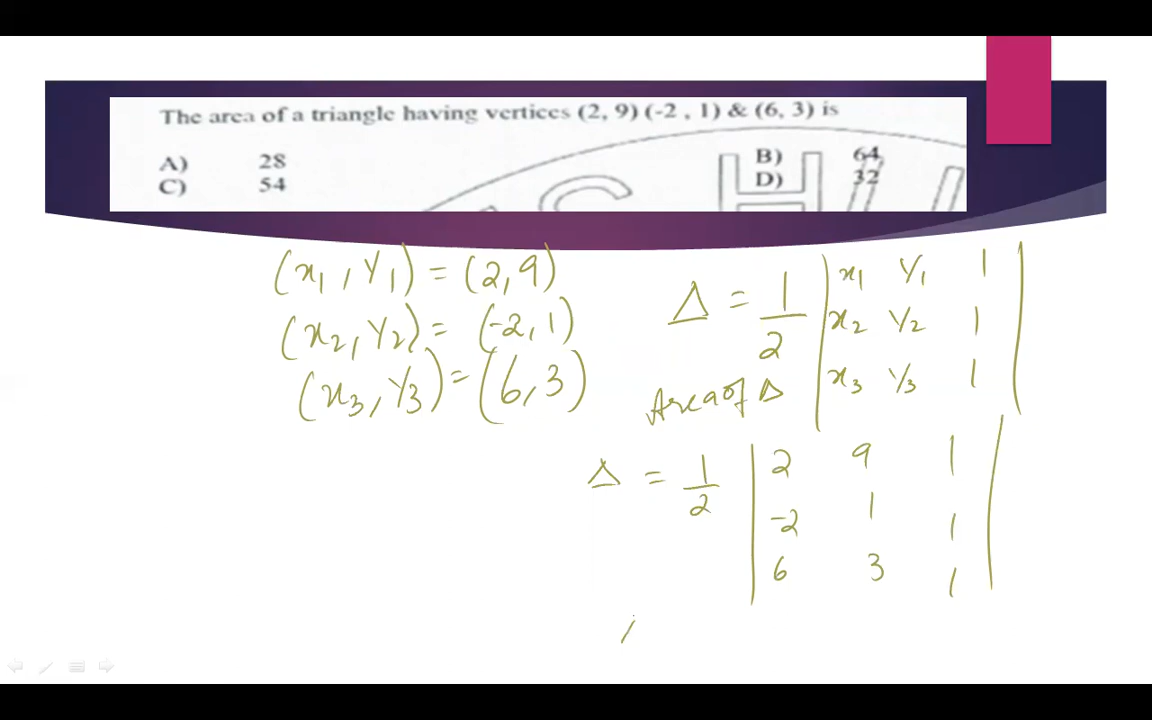 The area of a triangle having vertices (2, 9) (-2 , 1) & (6, 3) is
A) 28 B) 64
C) 54 D) 32
(x₁, y₁) = (2, 9)
(x₂, y₂) = (-2, 1)
(x₃, y₃) = (6, 3)
Δ = 1/2 | x₁ y₁ 1 |
| x₂ y₂ 1 |
| x₃ y₃ 1 |
Area of Δ
Δ = 1/2 | 2 9 1 |
| -2 1 1 |
| 6 3 1 |